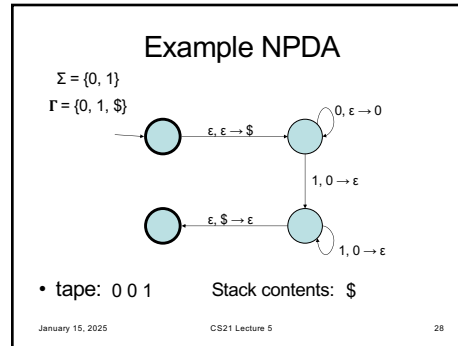 Example NPDA
Σ = {0, 1}
Γ = {0, 1, $}
ε, ε → $
0, ε → 0
1, 0 → ε
ε, $ → ε
1, 0 → ε
• tape: 0 0 1 Stack contents: $
January 15, 2025 CS21 Lecture 5 28